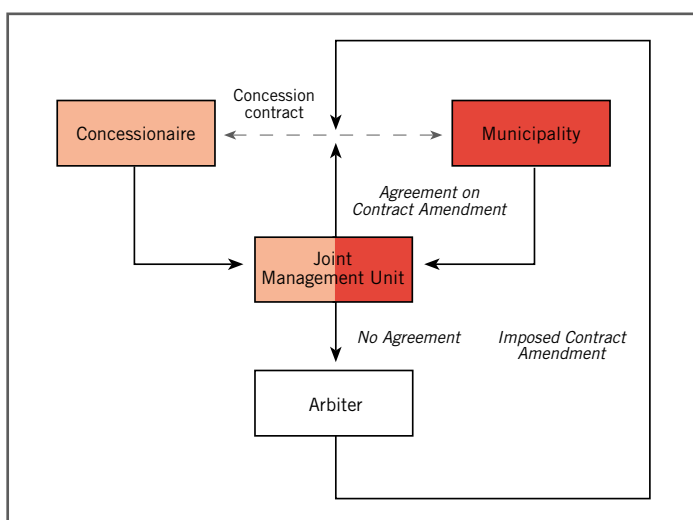 Concession
contract
Concessionaire
Municipality
Agreement on
Contract Amendment
Joint
Management Unit
No Agreement
Imposed Contract
Amendment
Arbiter